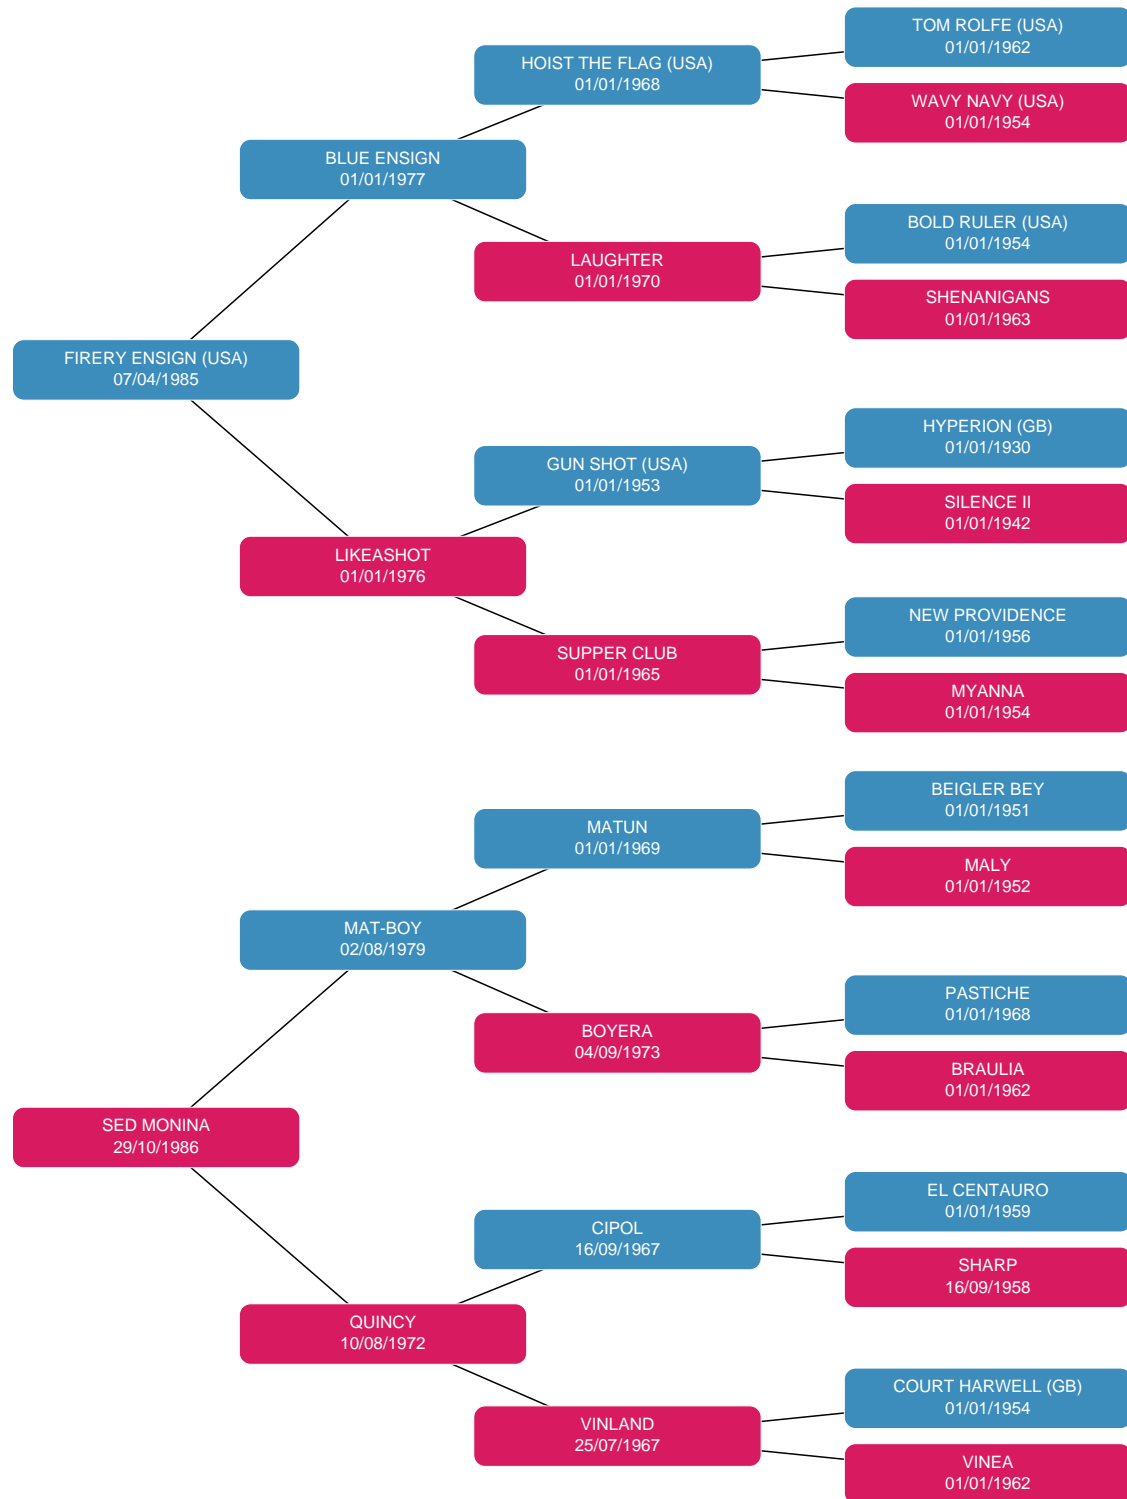 TOM ROLFE (USA)
01/01/1962
HOIST THE FLAG (USA)
01/01/1968
WAVY NAVY (USA)
01/01/1954
BLUE ENSIGN
01/01/1977
BOLD RULER (USA)
01/01/1954
LAUGHTER
01/01/1970
SHENANIGANS
01/01/1963
FIRERY ENSIGN (USA)
07/04/1985
HYPERION (GB)
01/01/1930
GUN SHOT (USA)
01/01/1953
SILENCE II
01/01/1942
LIKEASHOT
01/01/1976
NEW PROVIDENCE
01/01/1956
SUPPER CLUB
01/01/1965
MYANNA
01/01/1954
BEIGLER BEY
01/01/1951
MATUN
01/01/1969
MALY
01/01/1952
MAT-BOY
02/08/1979
PASTICHE
01/01/1968
BOYERA
04/09/1973
BRAULIA
01/01/1962
SED MONINA
29/10/1986
EL CENTAURO
01/01/1959
CIPOL
16/09/1967
SHARP
16/09/1958
QUINCY
10/08/1972
COURT HARWELL (GB)
01/01/1954
VINLAND
25/07/1967
VINEA
01/01/1962